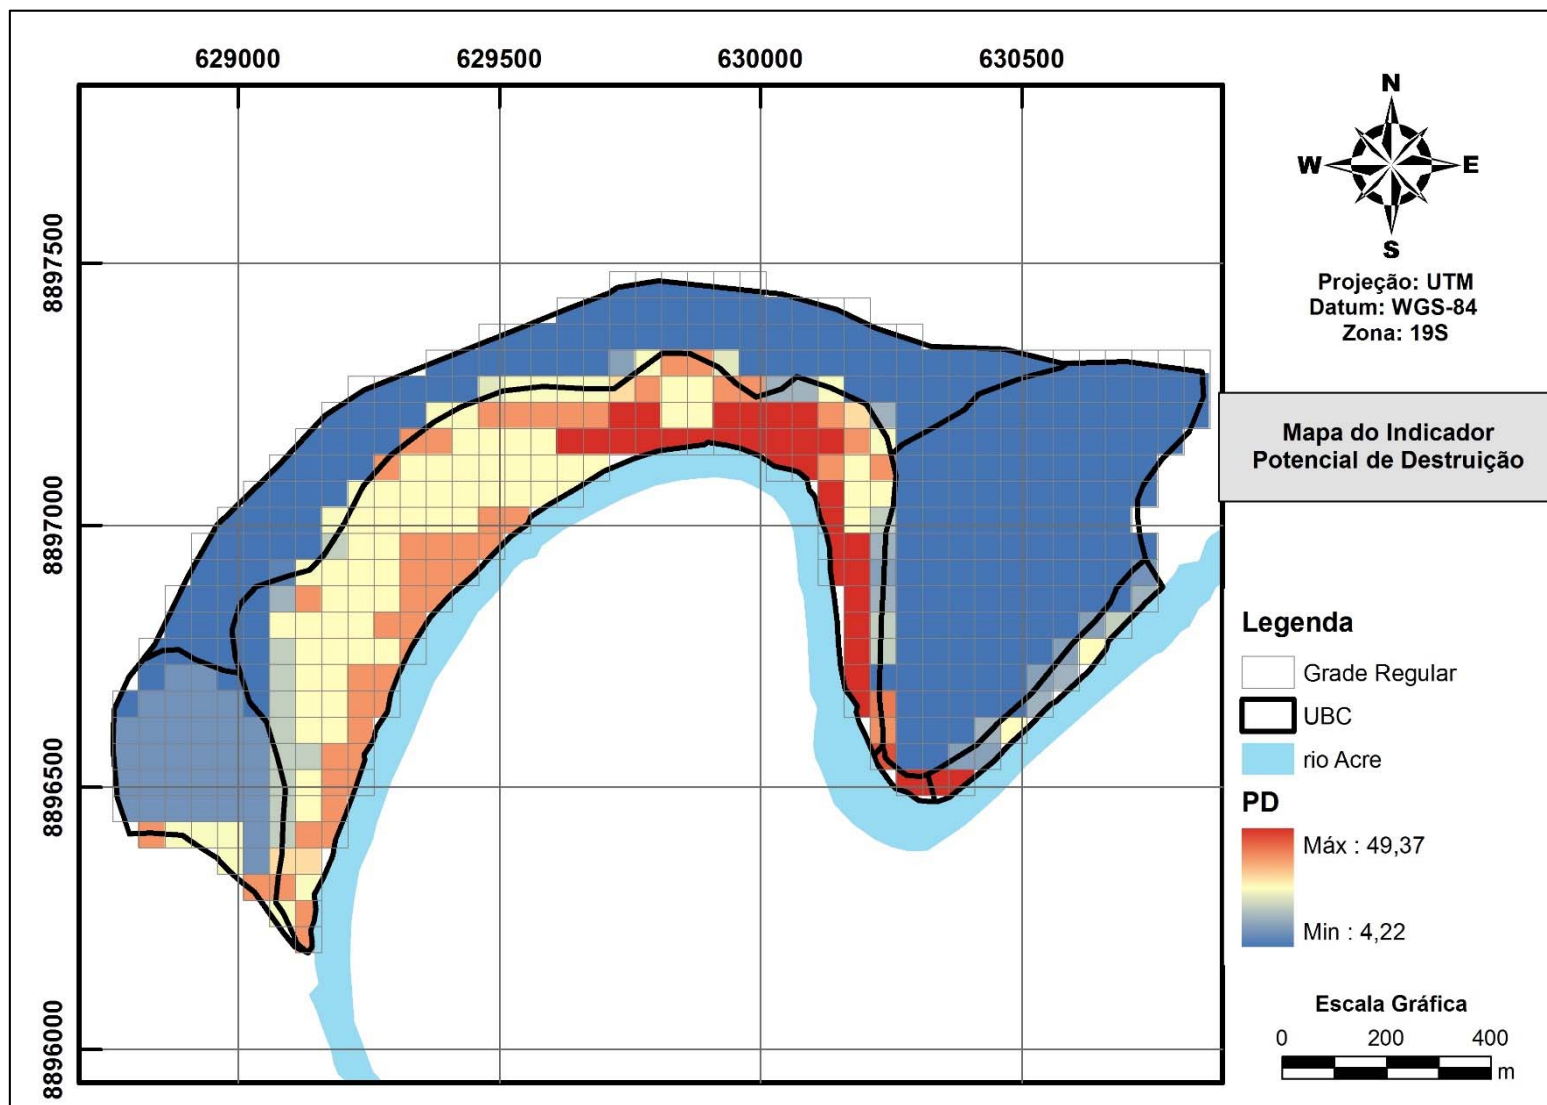 629000 629500 630000 630500
8897500
8897000
8896500
8896000
N
W E
S
Projeção: UTM
Datum: WGS-84
Zona: 19S
Mapa do Indicador
Potencial de Destruição
Legenda
Grade Regular
UBC
rio Acre
PD
Máx : 49,37
Min : 4,22
Escala Gráfica
0 200 400
m